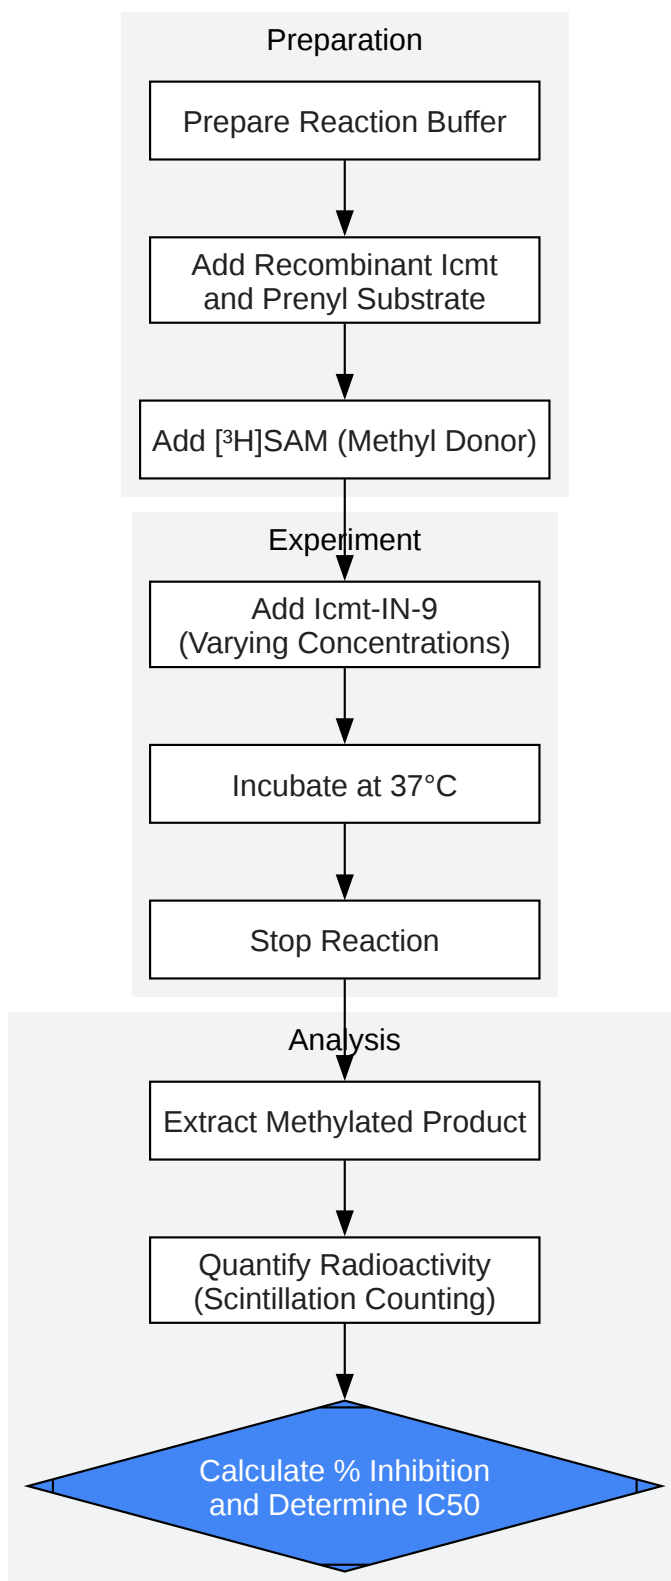 Preparation
Prepare Reaction Buffer
Add Recombinant Icmt
and Prenyl Substrate
Add [³H]SAM (Methyl Donor)
Experiment
Add Icmt-IN-9
(Varying Concentrations)
Incubate at 37°C
Stop Reaction
Analysis
Extract Methylated Product
Quantify Radioactivity
(Scintillation Counting)
Calculate % Inhibition
and Determine IC50